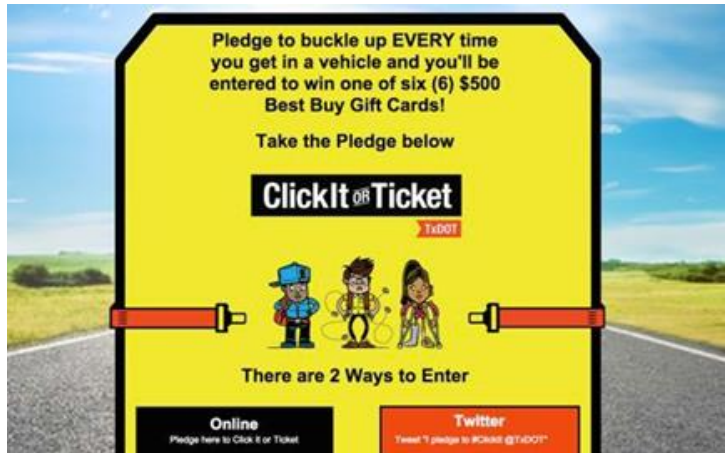 Pledge to buckle up EVERY time
you get in a vehicle and you'll be
entered to win one of six (6) $500
Best Buy Gift Cards!
Take the Pledge below
ClickIt OR Ticket
TxDOT
There are 2 Ways to Enter
Online
Pledge here to Click it or Ticket
Twitter
Tweet "I pledge to #ClickIt @TxDOT"